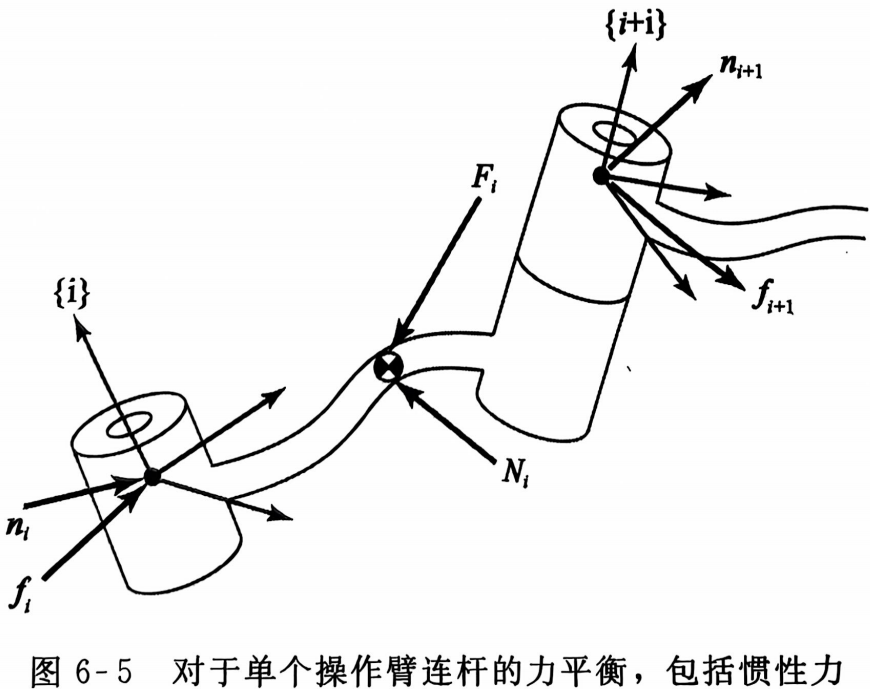 {i+i}
n_{i+1}
F_i
{i}
f_{i+1}
N_i
n_i
f_i
图 6-5 对于单个操作臂连杆的力平衡，包括惯性力